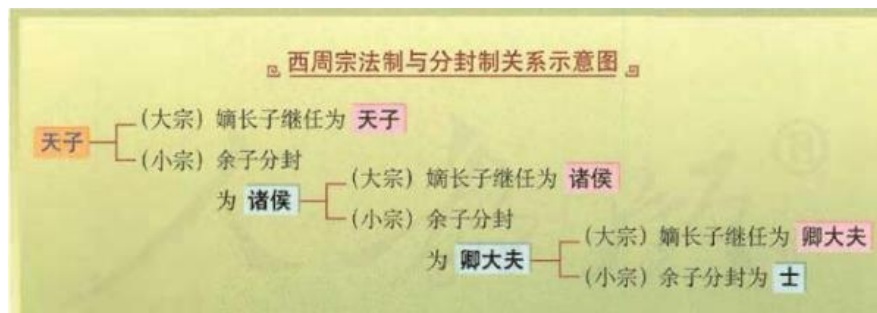 西周宗法制与分封制关系示意图
天子
(大宗) 嫡长子继任为 天子
(小宗) 余子分封
为 诸侯
(大宗) 嫡长子继任为 诸侯
(小宗) 余子分封
为 卿大夫
(大宗) 嫡长子继任为 卿大夫
(小宗) 余子分封为 士